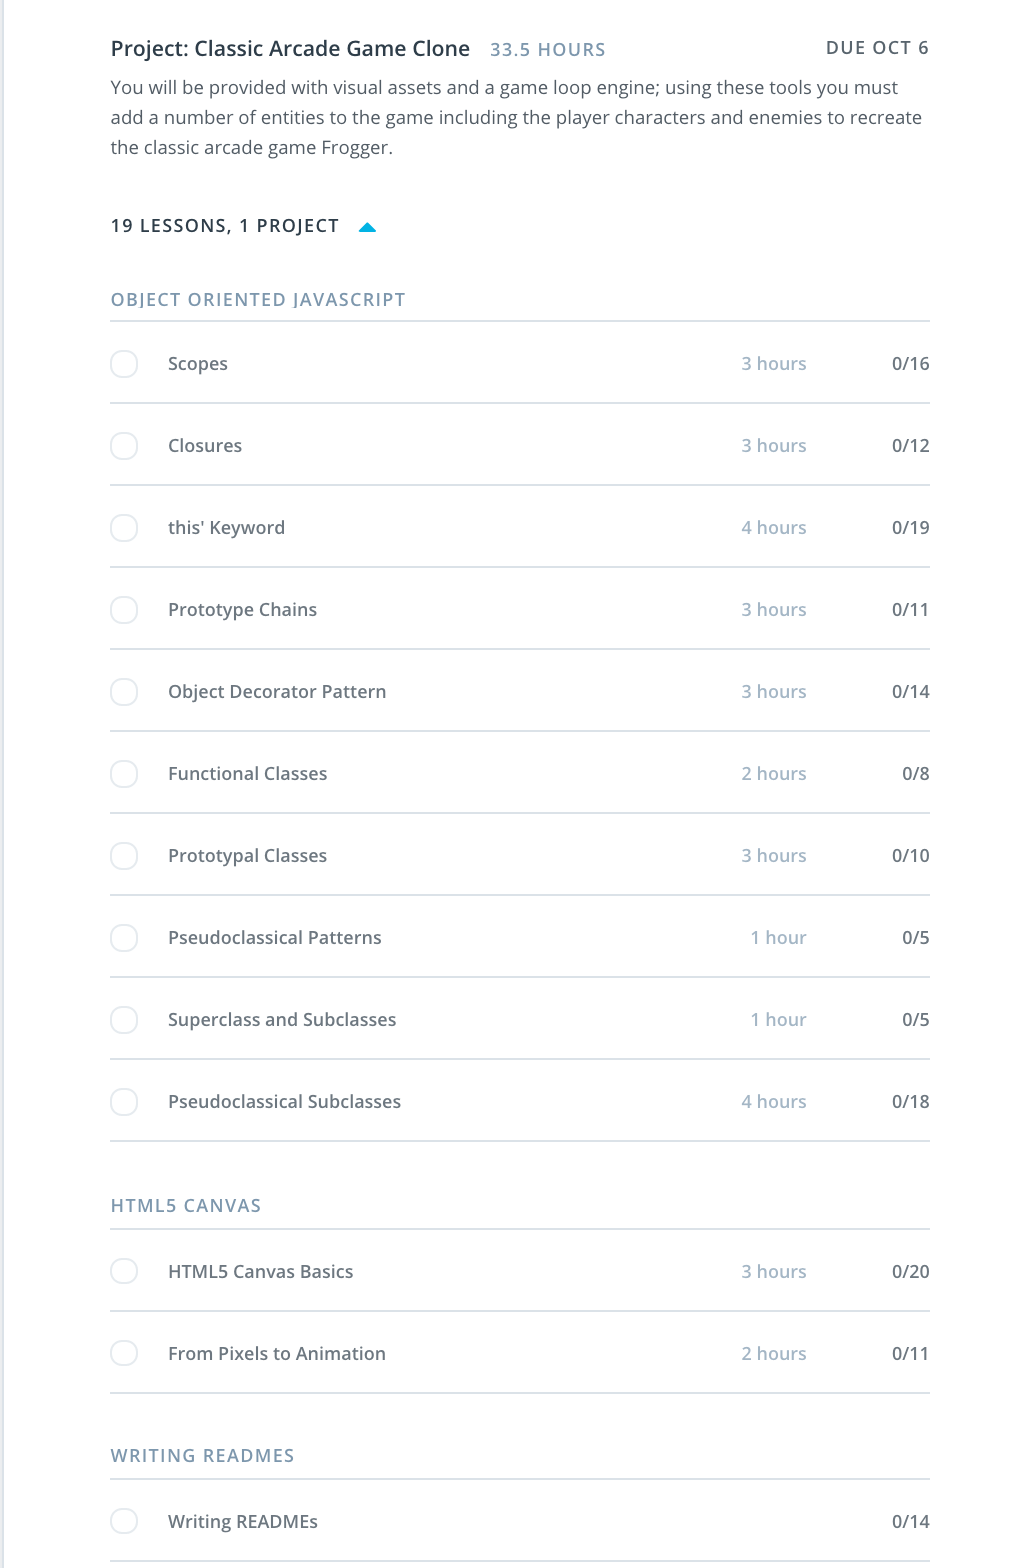 Project: Classic Arcade Game Clone 33.5 HOURS DUE OCT 6
You will be provided with visual assets and a game loop engine; using these tools you must
add a number of entities to the game including the player characters and enemies to recreate
the classic arcade game Frogger.
19 LESSONS, 1 PROJECT
OBJECT ORIENTED JAVASCRIPT
Scopes 3 hours 0/16
Closures 3 hours 0/12
this' Keyword 4 hours 0/19
Prototype Chains 3 hours 0/11
Object Decorator Pattern 3 hours 0/14
Functional Classes 2 hours 0/8
Prototypal Classes 3 hours 0/10
Pseudoclassical Patterns 1 hour 0/5
Superclass and Subclasses 1 hour 0/5
Pseudoclassical Subclasses 4 hours 0/18
HTML5 CANVAS
HTML5 Canvas Basics 3 hours 0/20
From Pixels to Animation 2 hours 0/11
WRITING READMES
Writing READMEs 0/14